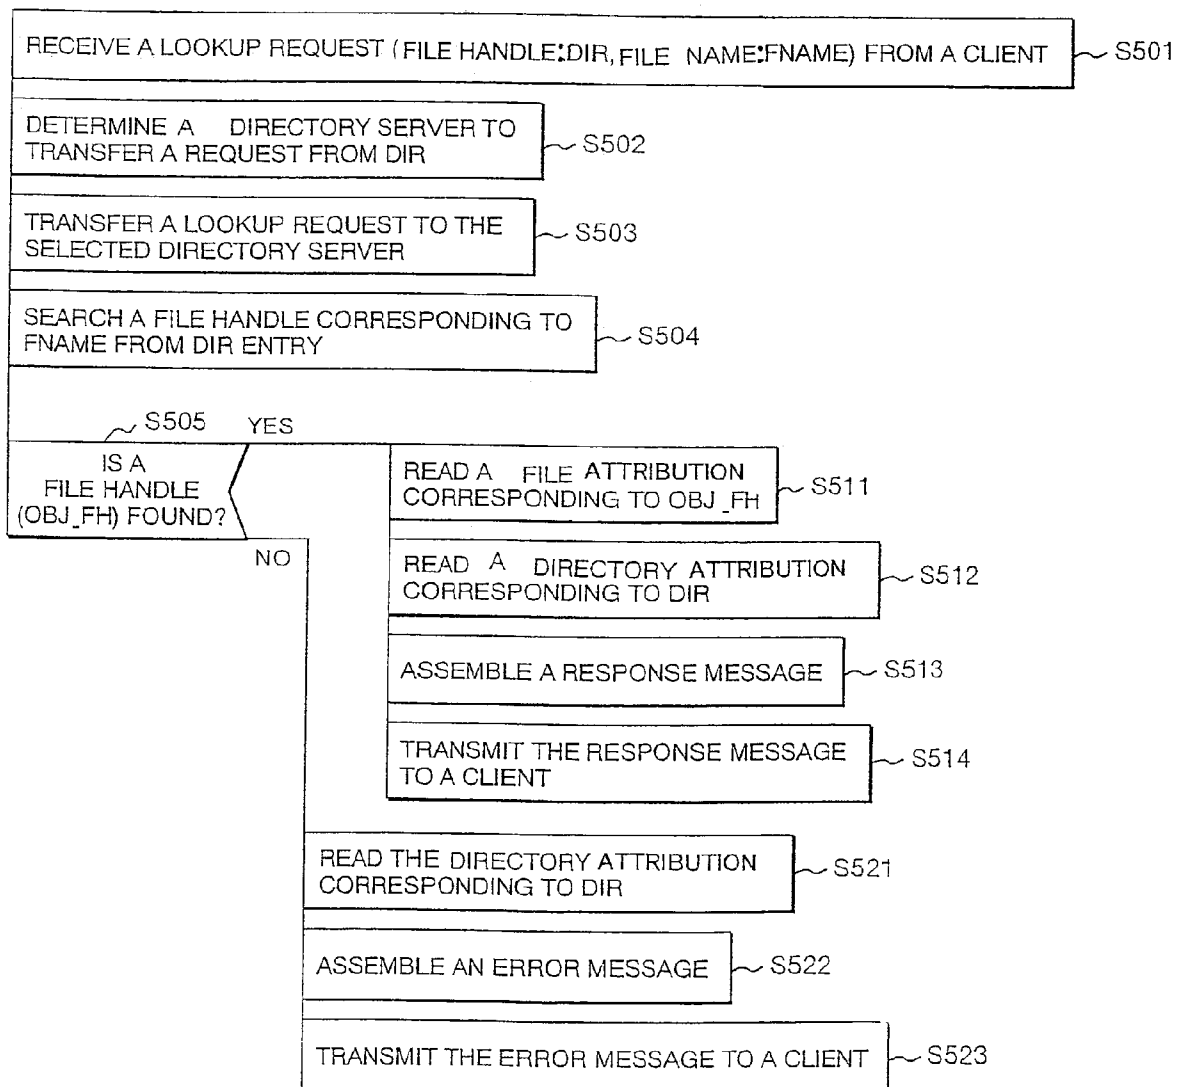 RECEIVE A LOOKUP REQUEST (FILE HANDLE:DIR, FILE NAME:FNAME) FROM A CLIENT
S501
DETERMINE A DIRECTORY SERVER TO
TRANSFER A REQUEST FROM DIR
S502
TRANSFER A LOOKUP REQUEST TO THE
SELECTED DIRECTORY SERVER
S503
SEARCH A FILE HANDLE CORRESPONDING TO
FNAME FROM DIR ENTRY
S504
S505
YES
IS A
FILE HANDLE
(OBJ_FH) FOUND?
NO
READ A FILE ATTRIBUTION
CORRESPONDING TO OBJ_FH
S511
READ A DIRECTORY ATTRIBUTION
CORRESPONDING TO DIR
S512
ASSEMBLE A RESPONSE MESSAGE
S513
TRANSMIT THE RESPONSE MESSAGE
TO A CLIENT
S514
READ THE DIRECTORY ATTRIBUTION
CORRESPONDING TO DIR
S521
ASSEMBLE AN ERROR MESSAGE
S522
TRANSMIT THE ERROR MESSAGE TO A CLIENT
S523